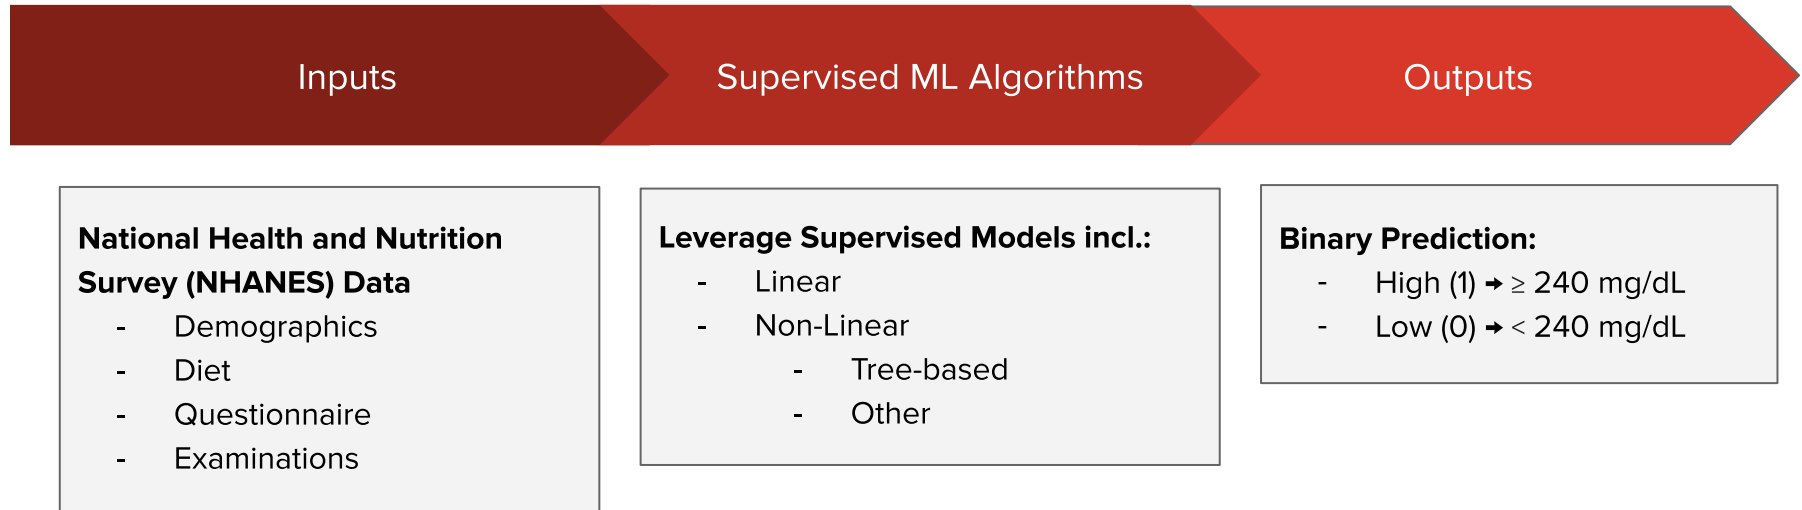 Inputs
Supervised ML Algorithms
Outputs
National Health and Nutrition
Survey (NHANES) Data
- Demographics
- Diet
- Questionnaire
- Examinations
Leverage Supervised Models incl.:
- Linear
- Non-Linear
- Tree-based
- Other
Binary Prediction:
- High (1) → ≥ 240 mg/dL
- Low (0) → < 240 mg/dL